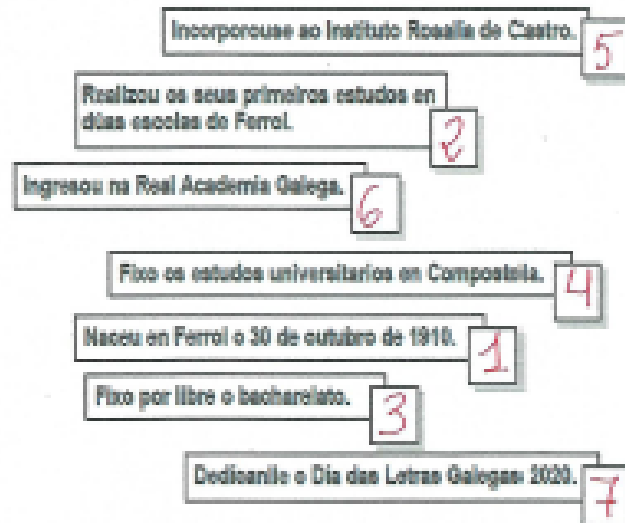 Incorporouse ao Instituto Rosalía de Castro.
5
Realizou os seus primeiros estudos en
dúas escolas de Ferrol.
2
Ingresou na Real Academia Galega.
6
Fixo os estudos universitarios en Compostela.
4
Naceu en Ferrol o 30 de outubro de 1910.
1
Fixo por libre o bacharelato.
3
Dedícanlle o Día das Letras Galegas 2020.
7